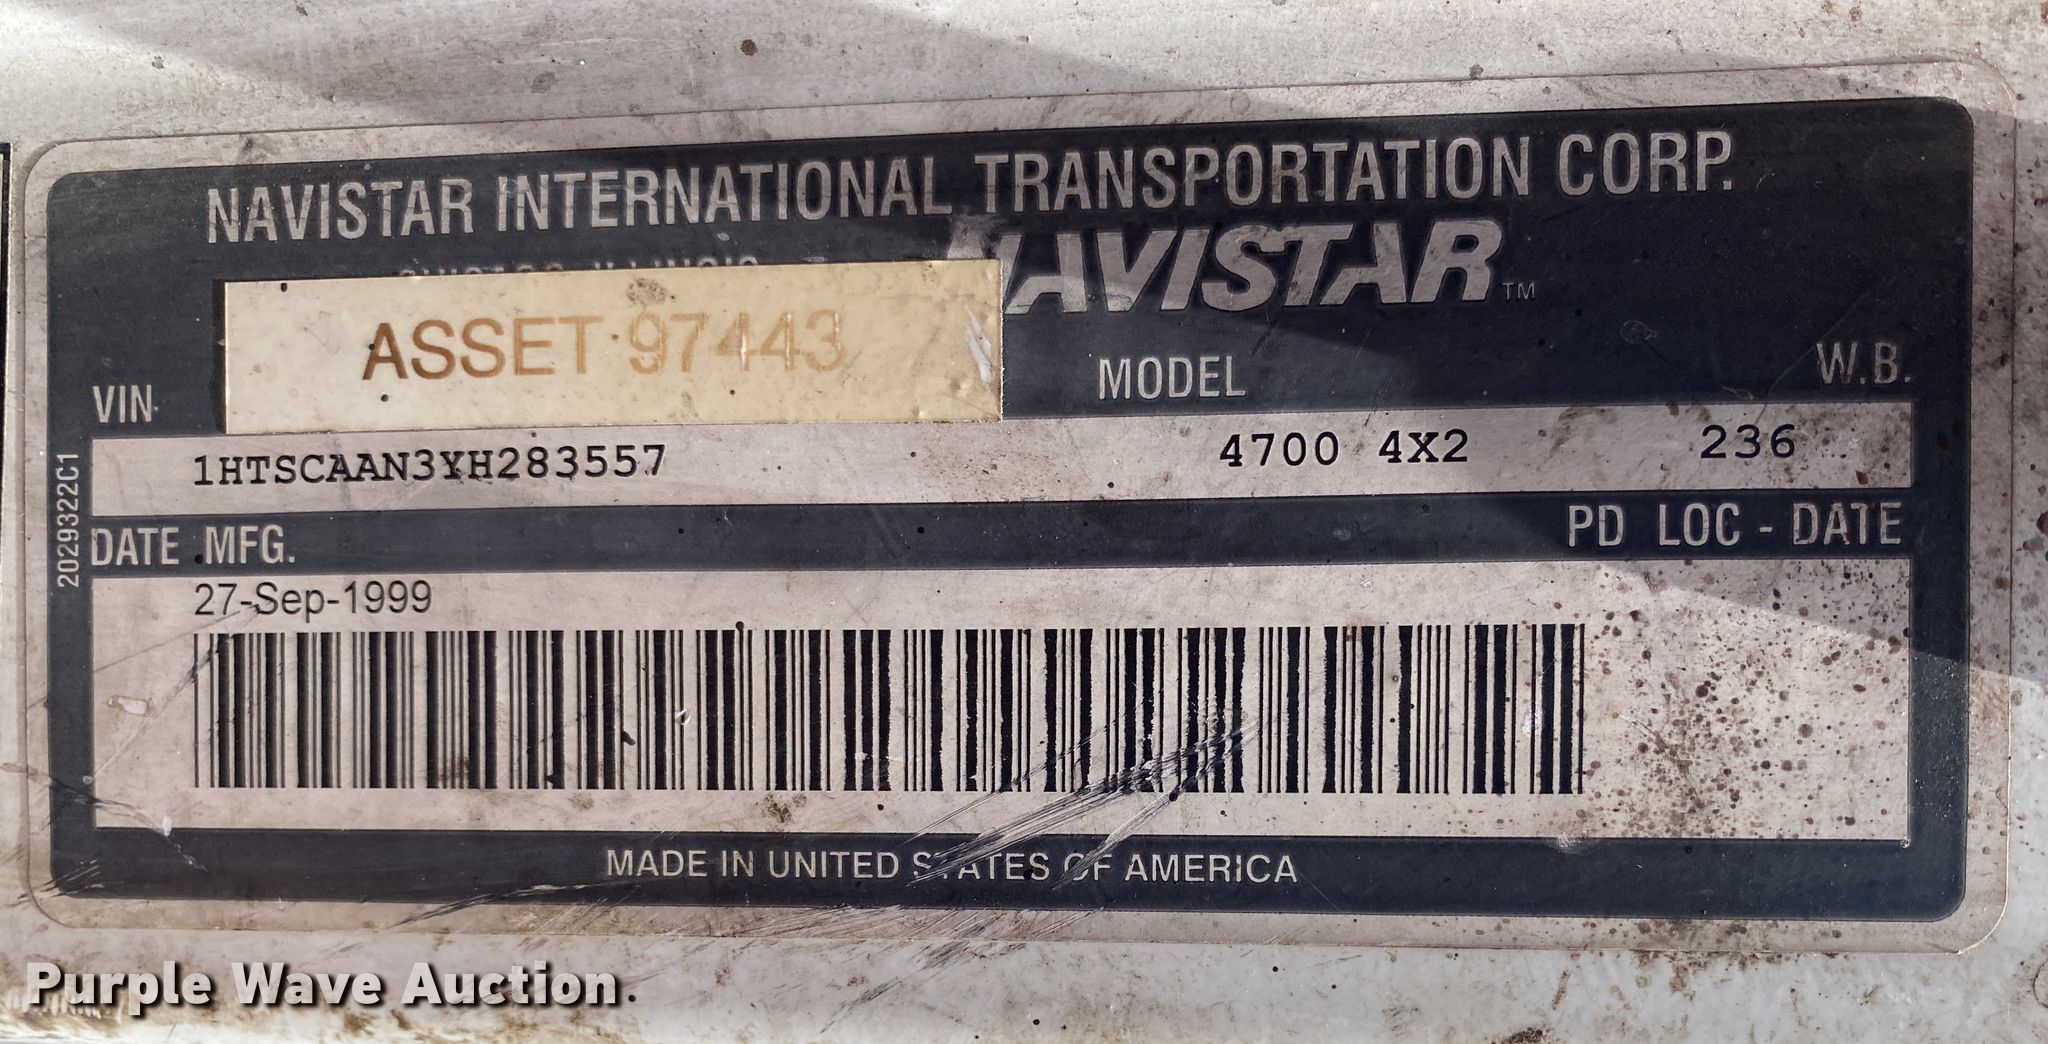 NAVISTAR INTERNATIONAL TRANSPORTATION CORP.
NAVISTAR™
ASSET 97443
VIN MODEL W.B.
1HTSCAAN3YH283557 4700 4X2 236
2029322C1
DATE MFG. PD LOC - DATE
27-Sep-1999
MADE IN UNITED STATES OF AMERICA
Purple Wave Auction